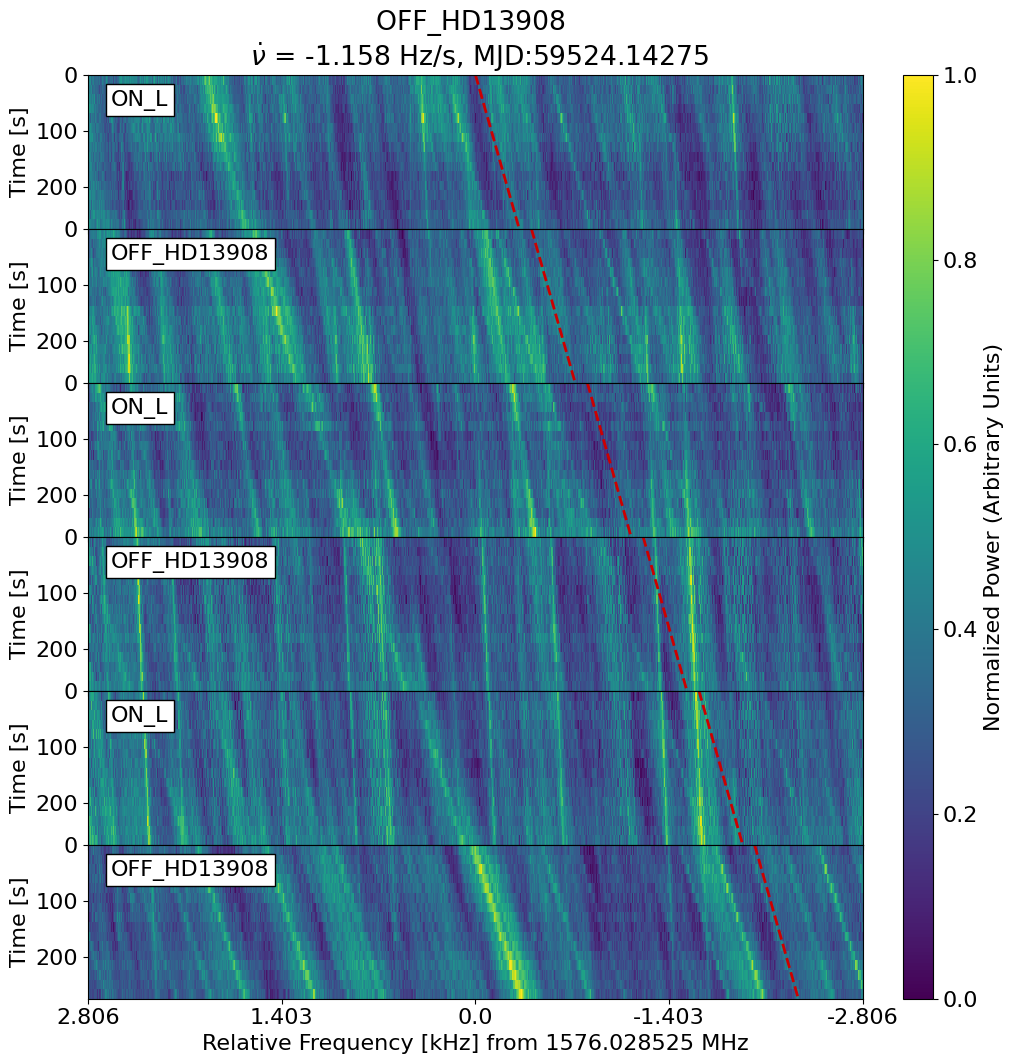 OFF_HD13908
ν̇ = -1.158 Hz/s, MJD:59524.14275
ON_L
OFF_HD13908
ON_L
OFF_HD13908
ON_L
OFF_HD13908
Time [s]
0
100
200
Time [s]
0
100
200
Time [s]
0
100
200
Time [s]
0
100
200
Time [s]
0
100
200
Time [s]
0
100
200
2.806 1.403 0.0 -1.403 -2.806
Relative Frequency [kHz] from 1576.028525 MHz
1.0
0.8
0.6
0.4
0.2
0.0
Normalized Power (Arbitrary Units)